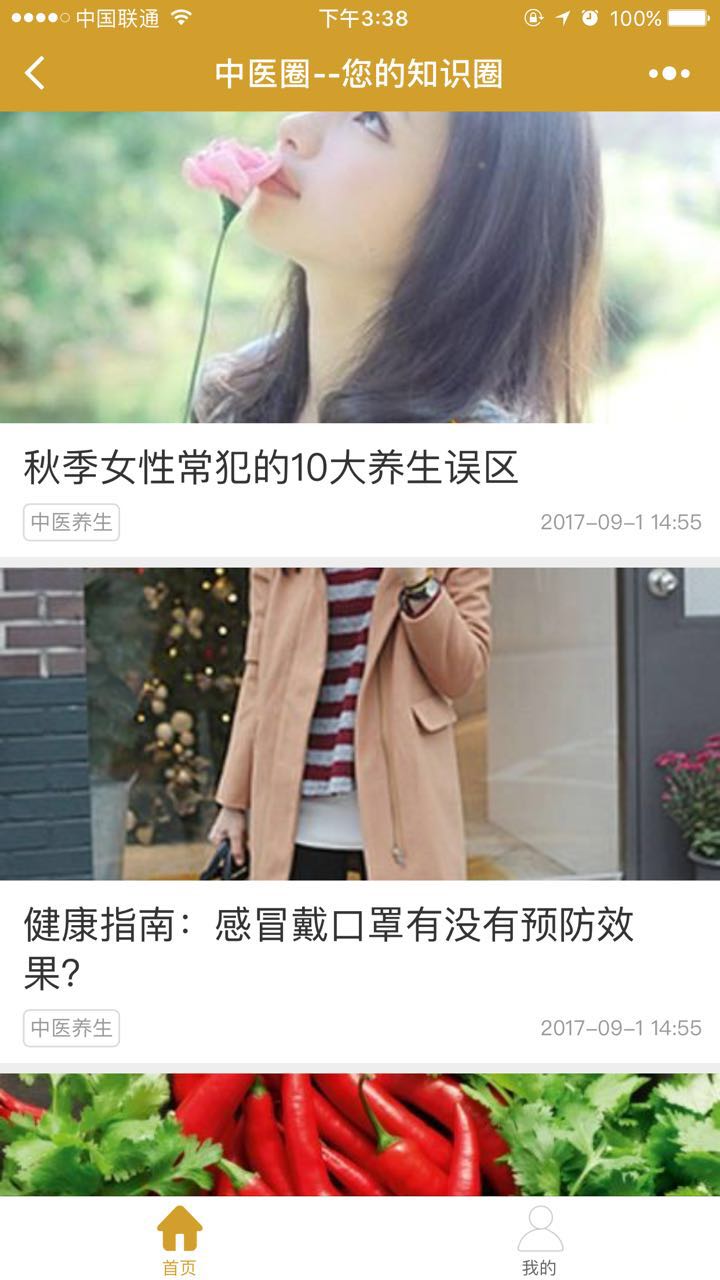 中国联通 下午3:38 100%
中医圈--您的知识圈
秋季女性常犯的10大养生误区
中医养生 2017-09-1 14:55
健康指南：感冒戴口罩有没有预防效
果？
中医养生 2017-09-1 14:55
首页 我的